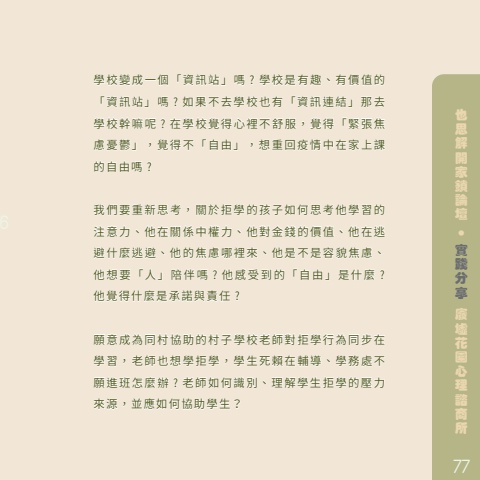 學校變成一個「資訊站」嗎？學校是有趣、有價值的
「資訊站」嗎？如果不去學校也有「資訊連結」那去
學校幹嘛呢？在學校覺得心裡不舒服，覺得「緊張焦
慮憂鬱」，覺得不「自由」，想重回疫情中在家上課
的自由嗎？
我們要重新思考，關於拒學的孩子如何思考他學習的
注意力、他在關係中權力、他對金錢的價值、他在逃
避什麼逃避、他的焦慮哪裡來、他是不是容貌焦慮、
他想要「人」陪伴嗎？他感受到的「自由」是什麼？
他覺得什麼是承諾與責任？
願意成為同村協助的村子學校老師對拒學行為同步在
學習，老師也想學拒學，學生死賴在輔導、學務處不
願進班怎麼辦？老師如何識別、理解學生拒學的壓力
來源，並應如何協助學生？
也思解開家族論壇 • 實踐分享 廢墟花園心理諮商所
77